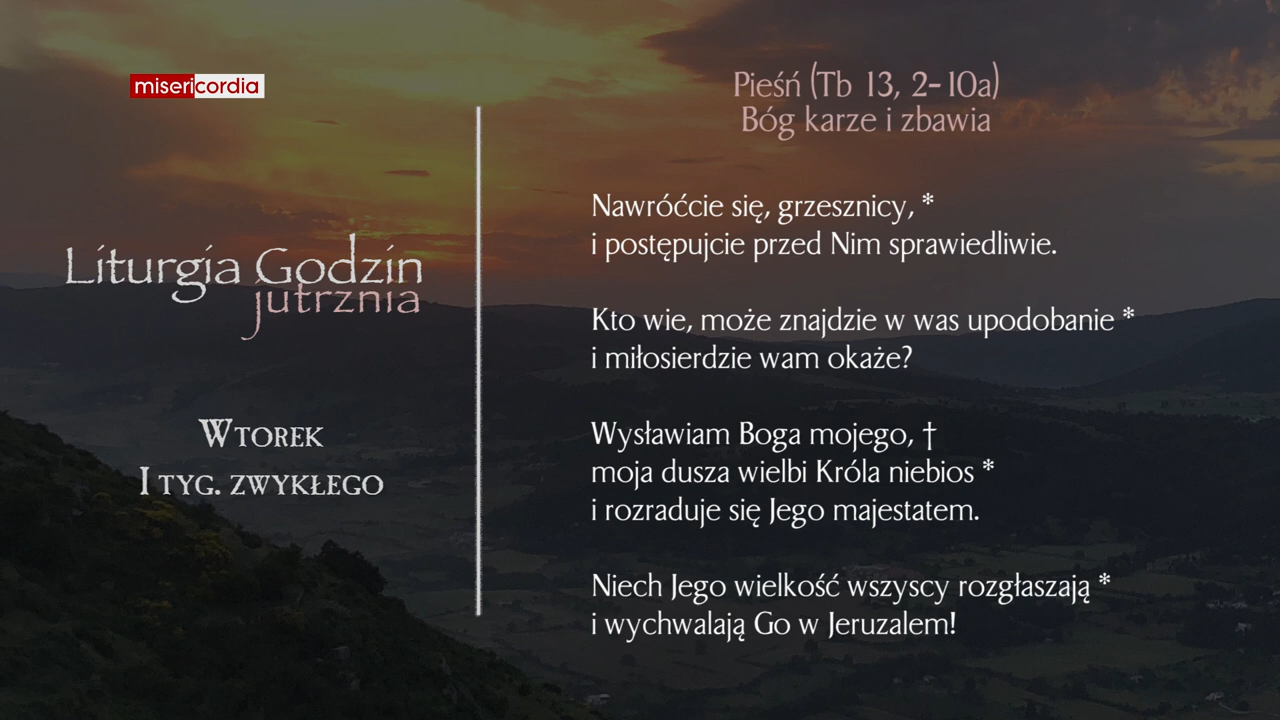 misericordia
Liturgia Godzin
jutrznia
Wtorek
I tyg. zwykłego
Pieśń (Tb 13, 2-10a)
Bóg karze i zbawia
Nawróćcie się, grzesznicy, *
i postępujcie przed Nim sprawiedliwie.
Kto wie, może znajdzie w was upodobanie *
i miłosierdzie wam okaże?
Wysławiam Boga mojego, †
moja dusza wielbi Króla niebios *
i rozraduje się Jego majestatem.
Niech Jego wielkość wszyscy rozgłaszają *
i wychwalają Go w Jeruzalem!